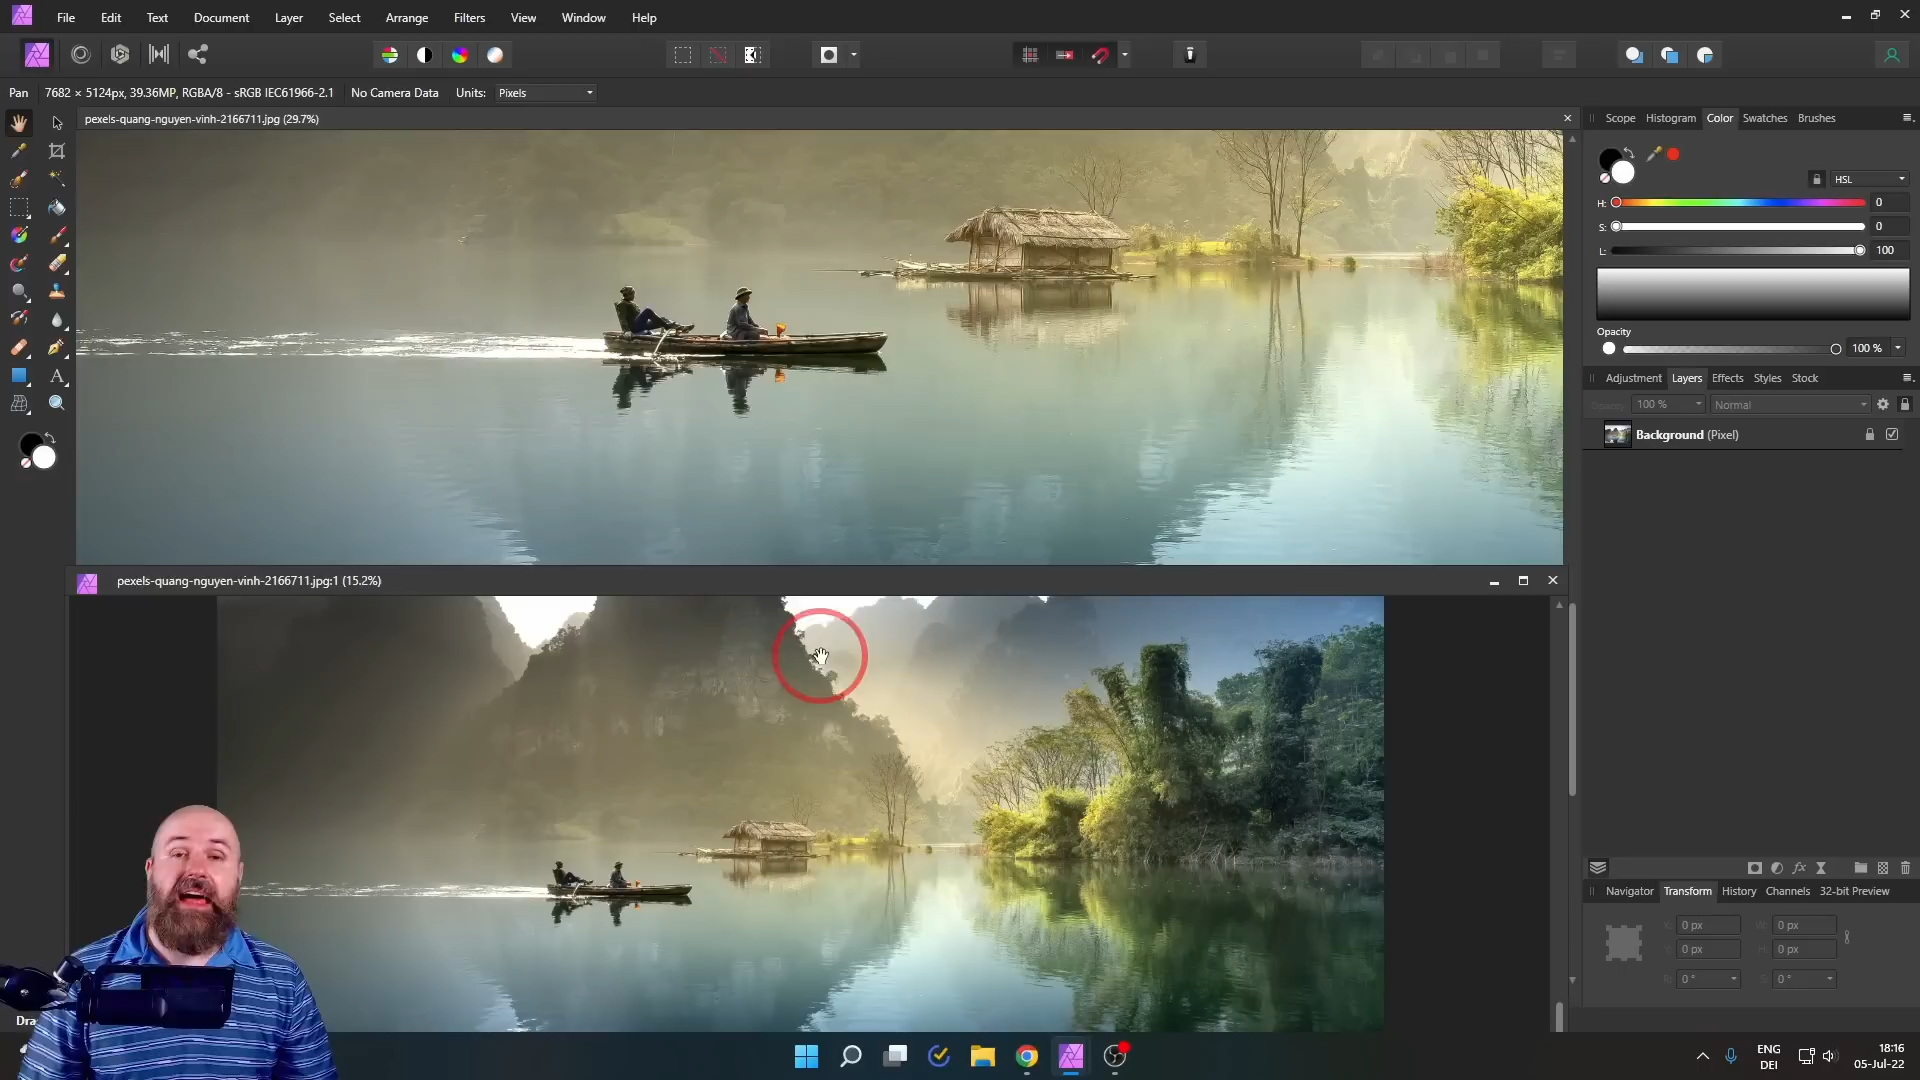 File Edit Text Document Layer Select Arrange Filters View Window Help
Pan 7682 × 5124px, 39.36MP, RGBA/8 - sRGB IEC61966-2.1 No Camera Data Units: Pixels
pexels-quang-nguyen-vinh-2166711.jpg (29.7%)
Scope Histogram Color Swatches Brushes
HSL
H: 0
S: 0
L: 100
Opacity
100 %
Adjustment Layers Effects Styles Stock
Opacity: 100 % Normal
Background (Pixel)
pexels-quang-nguyen-vinh-2166711.jpg:1 (15.2%)
Navigator Transform History Channels 32-bit Preview
X: 0 px W: 0 px
Y: 0 px H: 0 px
R: 0 ° S: 0 °
Dra
ENG
DEI
18:16
05-Jul-22